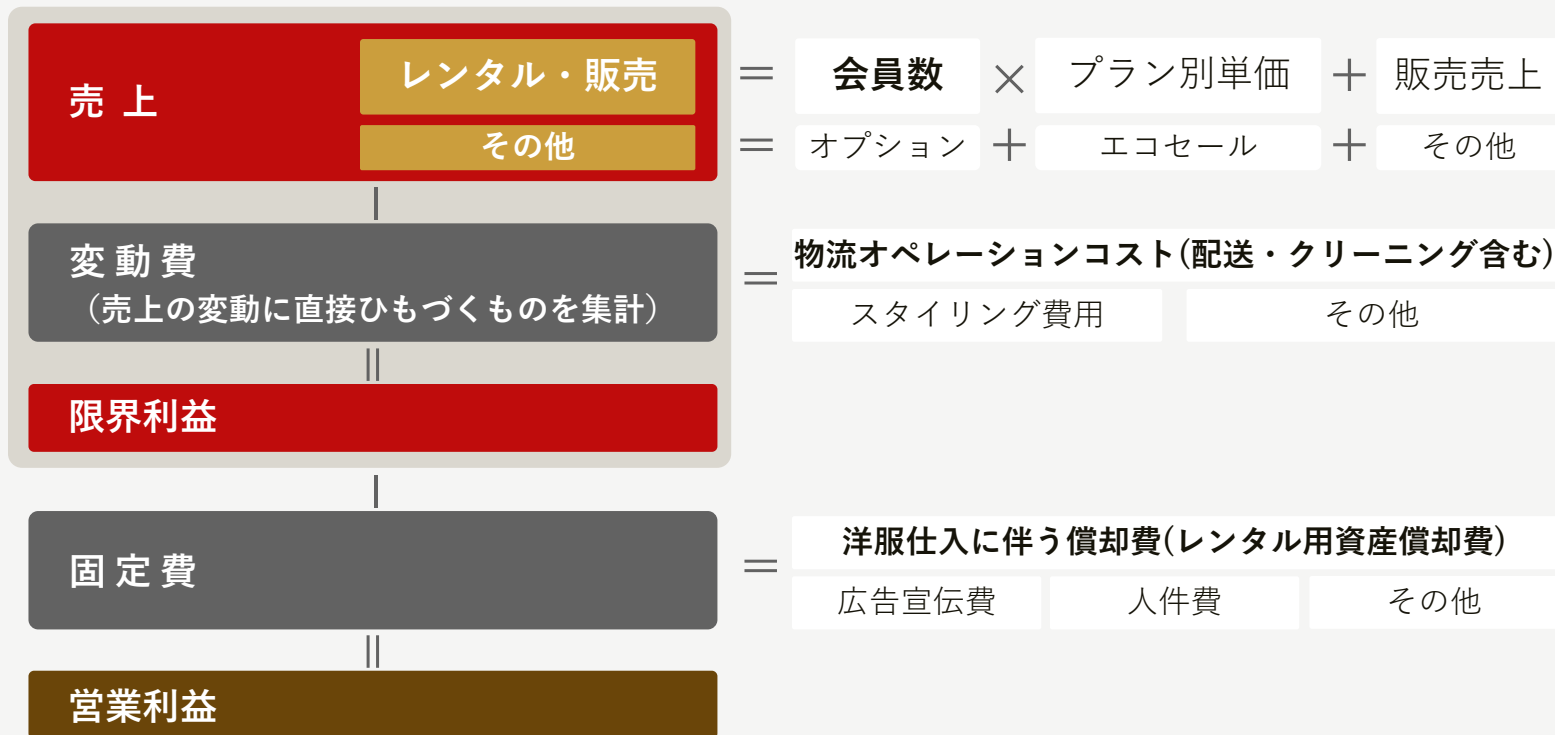 売上
レンタル・販売
＝ 会員数 × プラン別単価 ＋ 販売売上
その他
＝ オプション ＋ エコセール ＋ その他
変動費
（売上の変動に直接ひもづくものを集計）
＝ 物流オペレーションコスト(配送・クリーニング含む)
スタイリング費用 その他
限界利益
固定費
＝ 洋服仕入に伴う償却費(レンタル用資産償却費)
広告宣伝費 人件費 その他
営業利益